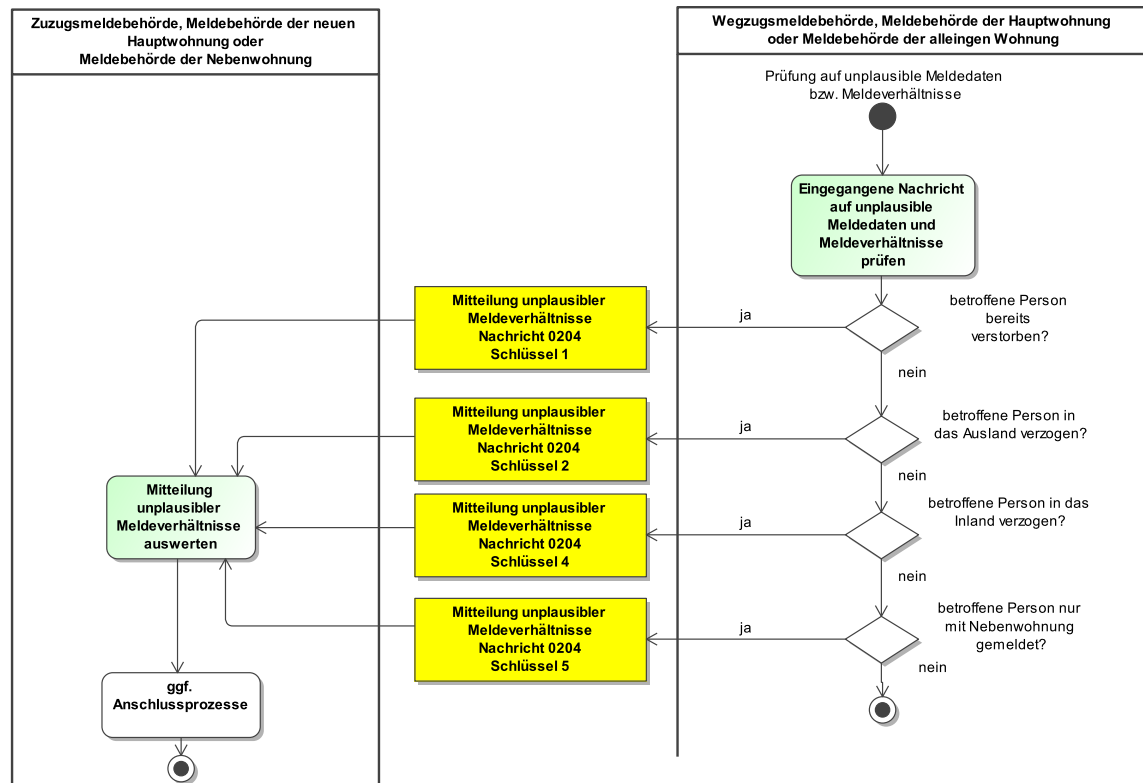 Zuzugsmeldebehörde, Meldebehörde der neuen
Hauptwohnung oder
Meldebehörde der Nebenwohnung
Wegzugsmeldebehörde, Meldebehörde der Hauptwohnung
oder Meldebehörde der alleingen Wohnung
Prüfung auf unplausible Meldedaten
bzw. Meldeverhältnisse
Eingegangene Nachricht
auf unplausible
Meldedaten und
Meldeverhältnisse
prüfen
Mitteilung unplausibler
Meldeverhältnisse
Nachricht 0204
Schlüssel 1
ja
betroffene Person
bereits
verstorben?
nein
Mitteilung unplausibler
Meldeverhältnisse
Nachricht 0204
Schlüssel 2
ja
betroffene Person in
das Ausland verzogen?
nein
Mitteilung
unplausibler
Meldeverhältnisse
auswerten
Mitteilung unplausibler
Meldeverhältnisse
Nachricht 0204
Schlüssel 4
ja
betroffene Person in das
Inland verzogen?
nein
Mitteilung unplausibler
Meldeverhältnisse
Nachricht 0204
Schlüssel 5
ja
betroffene Person nur
mit Nebenwohnung
gemeldet?
nein
ggf.
Anschlussprozesse